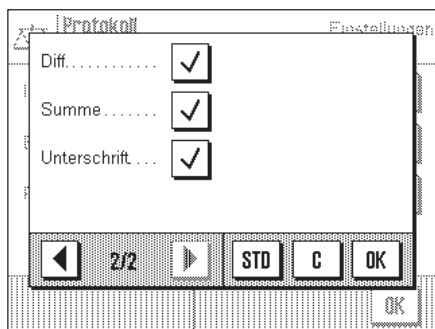 Protokoll Einstellungen
Diff............ ✓
Summe....... ✓
Unterschrift.... ✓
2/2 STD C OK
OK